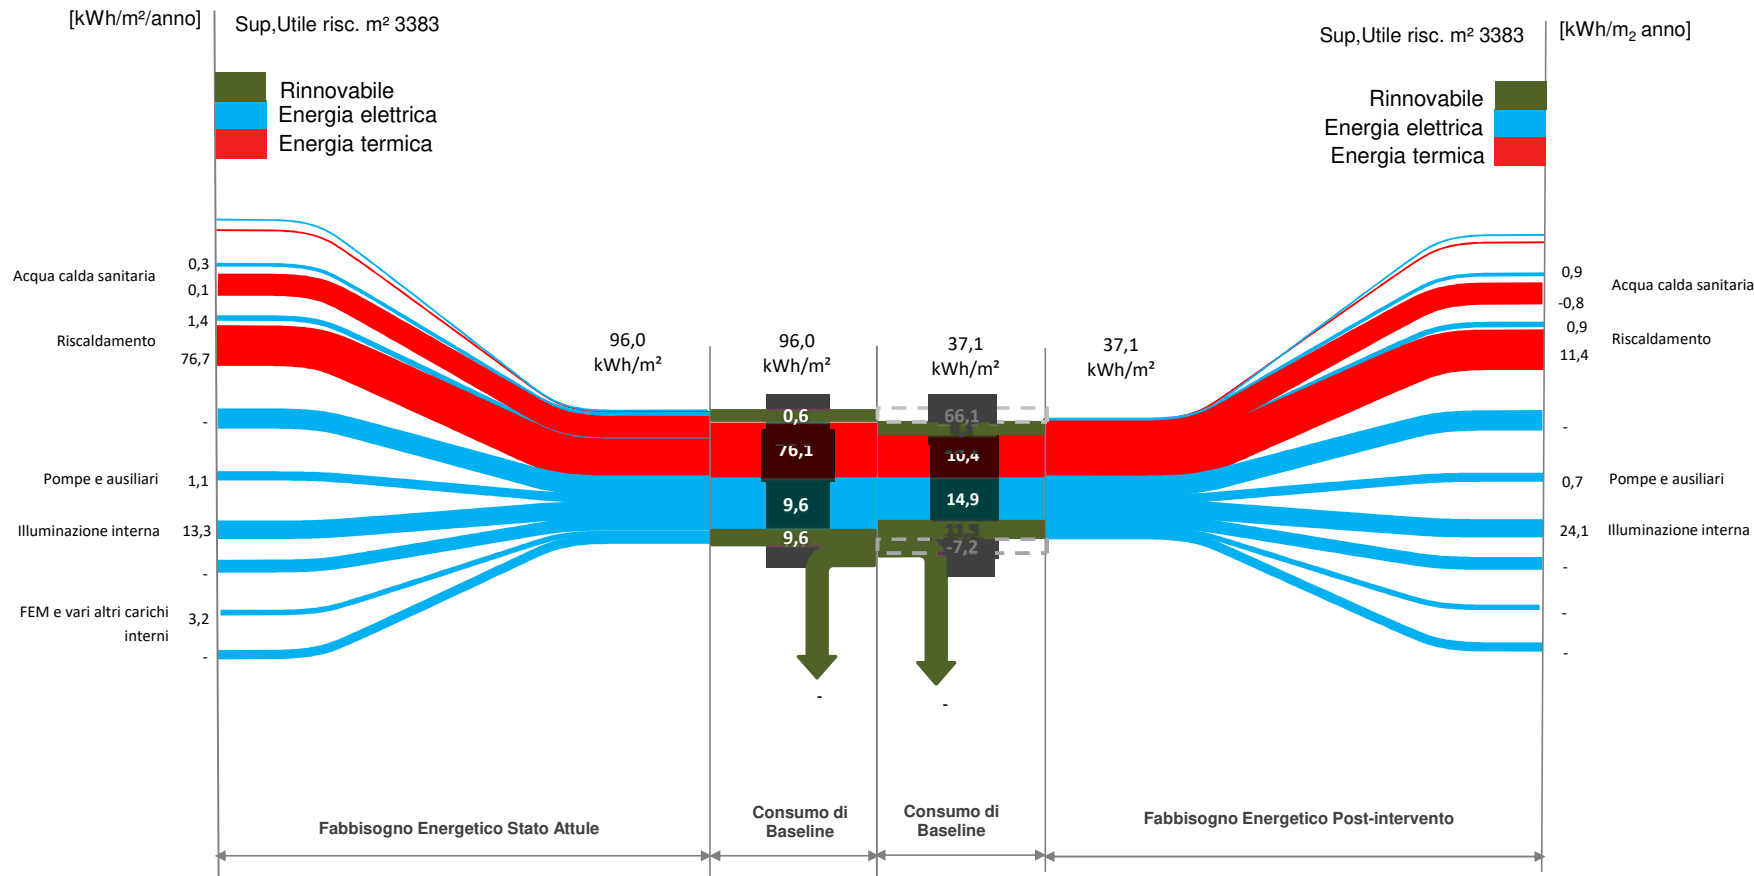 [kWh/m²/anno]
Sup,Utile risc. m² 3383
Sup,Utile risc. m² 3383
[kWh/m₂ anno]
Rinnovabile
Energia elettrica
Energia termica
Rinnovabile
Energia elettrica
Energia termica
Acqua calda sanitaria
0,3
0,1
Riscaldamento
1,4
76,7
-
Pompe e ausiliari
1,1
Illuminazione interna
13,3
-
FEM e vari altri carichi
interni
3,2
-
96,0
kWh/m²
96,0
kWh/m²
37,1
kWh/m²
37,1
kWh/m²
0,6
76,1
9,6
9,6
-
66,1
10,4
14,9
-7,2
-
0,9
-0,8
Acqua calda sanitaria
0,9
11,4
Riscaldamento
-
0,7
Pompe e ausiliari
24,1
Illuminazione interna
-
-
-
Fabbisogno Energetico Stato Attule
Consumo di
Baseline
Consumo di
Baseline
Fabbisogno Energetico Post-intervento